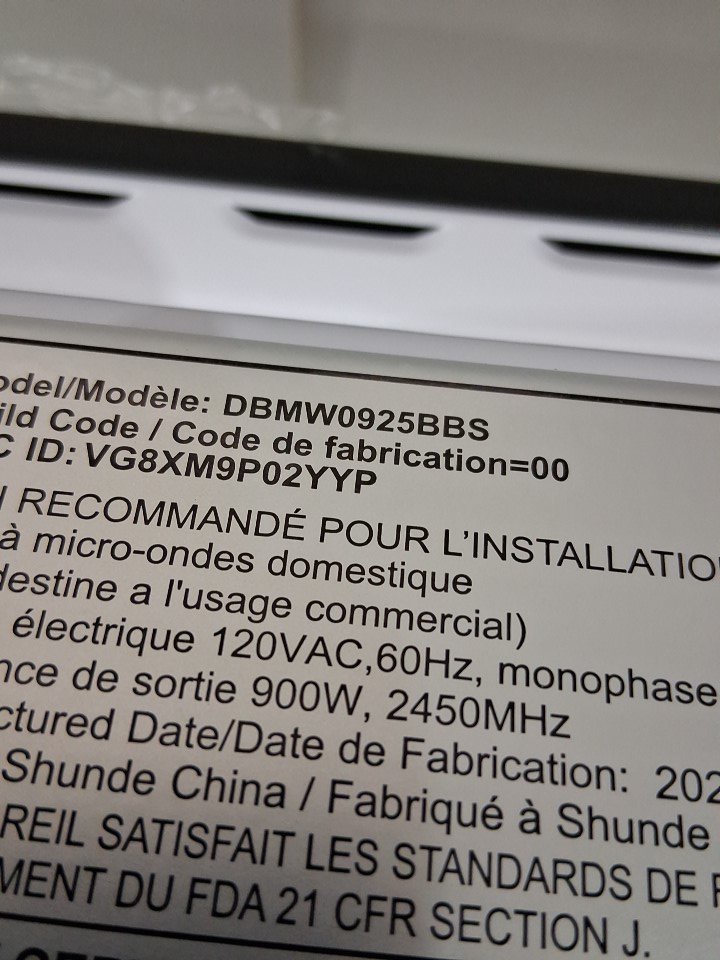 odel/Modèle: DBMW0925BBS
ild Code / Code de fabrication=00
C ID: VG8XM9P02YYP
RECOMMANDÉ POUR L'INSTALLATIO
à micro-ondes domestique
destine a l'usage commercial)
électrique 120VAC,60Hz, monophase
nce de sortie 900W, 2450MHz
ctured Date/Date de Fabrication: 202
Shunde China / Fabriqué à Shunde
REIL SATISFAIT LES STANDARDS DE
MENT DU FDA 21 CFR SECTION J.